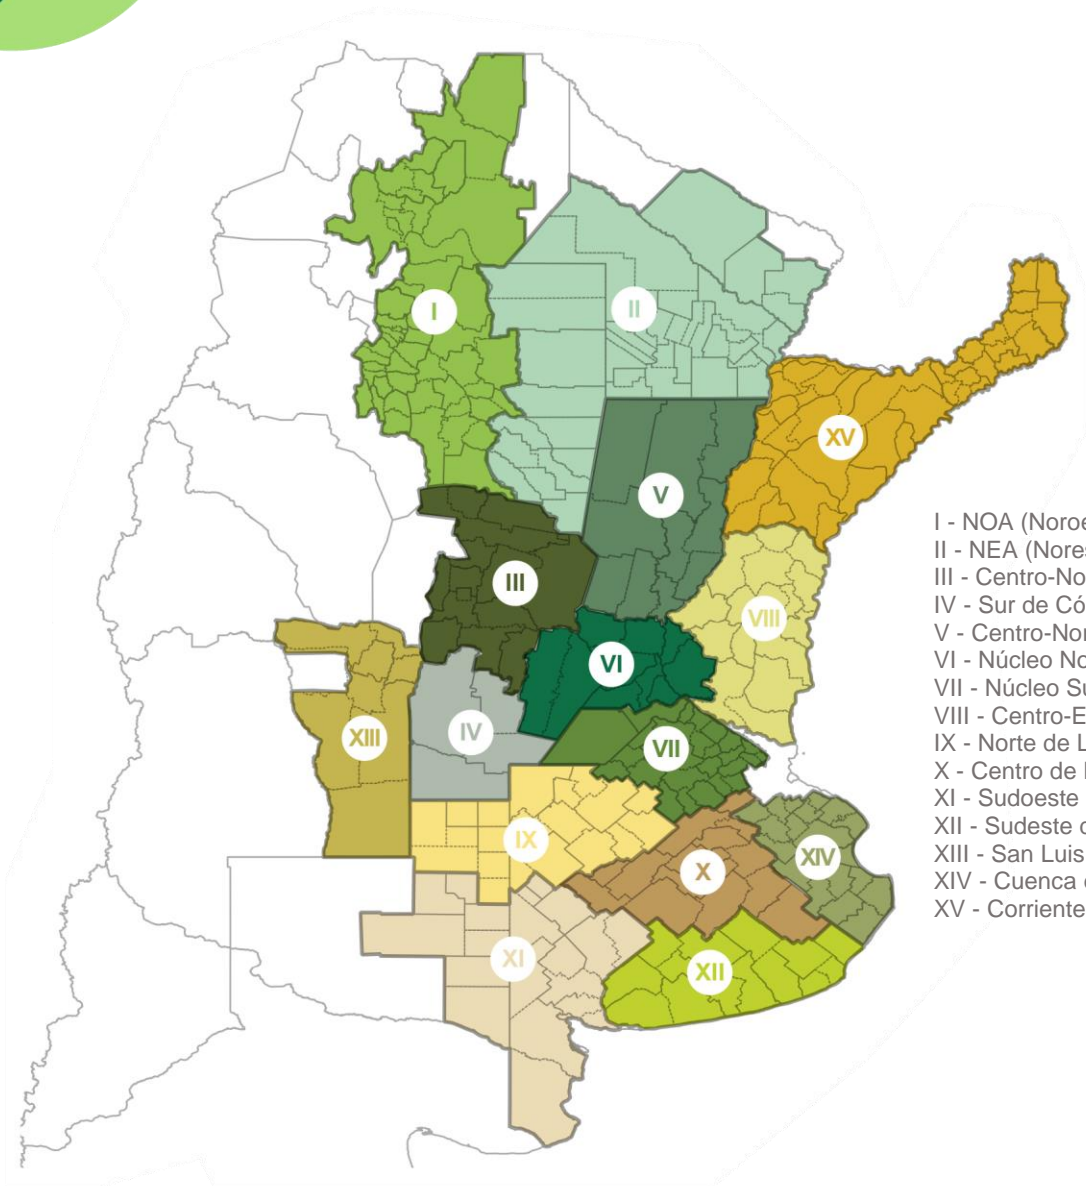 I
II
XV
V
III
VIII
VI
IV
XIII
VII
IX
XIV
X
XI
XII
I - NOA (Noroe
II - NEA (Nores
III - Centro-No
IV - Sur de Có
V - Centro-Nor
VI - Núcleo No
VII - Núcleo Su
VIII - Centro-E
IX - Norte de L
X - Centro de
XI - Sudoeste
XII - Sudeste d
XIII - San Luis
XIV - Cuenca
XV - Corriente